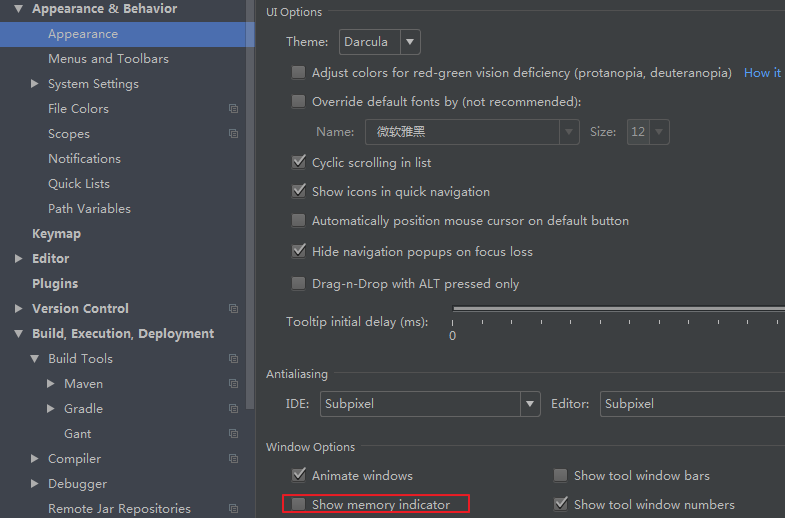 Appearance & Behavior
Appearance
Menus and Toolbars
System Settings
File Colors
Scopes
Notifications
Quick Lists
Path Variables
Keymap
Editor
Plugins
Version Control
Build, Execution, Deployment
Build Tools
Maven
Gradle
Gant
Compiler
Debugger
Remote Jar Repositories
UI Options
Theme: Darcula
Adjust colors for red-green vision deficiency (protanopia, deuteranopia) How it
Override default fonts by (not recommended):
Name: 微软雅黑 Size: 12
Cyclic scrolling in list
Show icons in quick navigation
Automatically position mouse cursor on default button
Hide navigation popups on focus loss
Drag-n-Drop with ALT pressed only
Tooltip initial delay (ms):
0
Antialiasing
IDE: Subpixel Editor: Subpixel
Window Options
Animate windows Show tool window bars
Show memory indicator Show tool window numbers